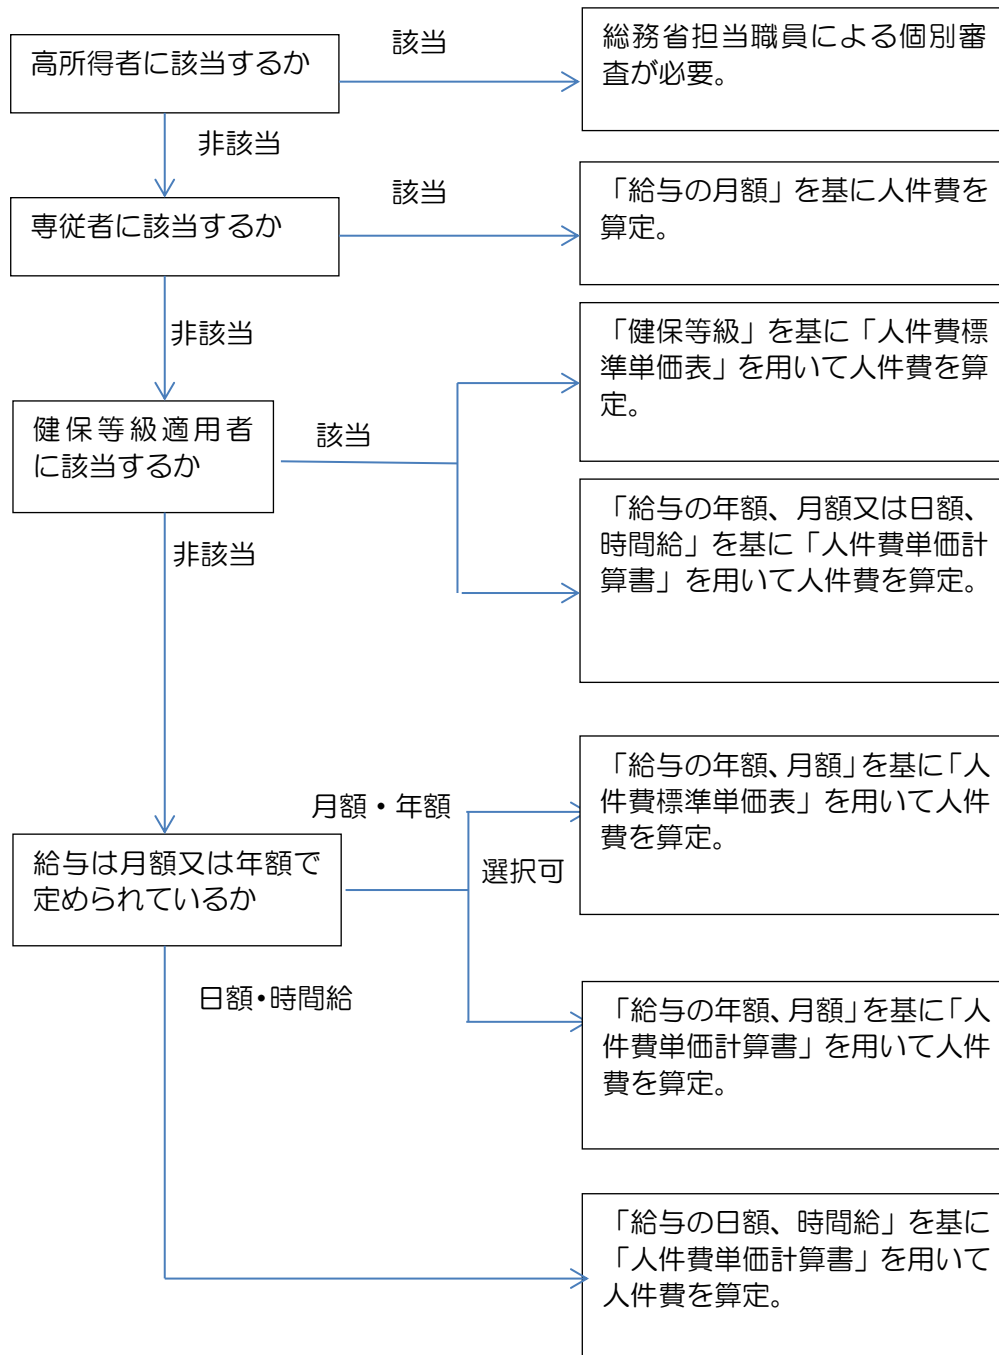 高所得者に該当するか
該当
総務省担当職員による個別審
査が必要。
非該当
専従者に該当するか
該当
「給与の月額」を基に人件費を
算定。
非該当
健保等級適用者
に該当するか
該当
「健保等級」を基に「人件費標
準単価表」を用いて人件費を算
定。
「給与の年額、月額又は日額、
時間給」を基に「人件費単価計
算書」を用いて人件費を算定。
非該当
給与は月額又は年額で
定められているか
月額・年額
選択可
「給与の年額、月額」を基に「人
件費標準単価表」を用いて人件
費を算定。
「給与の年額、月額」を基に「人
件費単価計算書」を用いて人件
費を算定。
日額・時間給
「給与の日額、時間給」を基に
「人件費単価計算書」を用いて
人件費を算定。